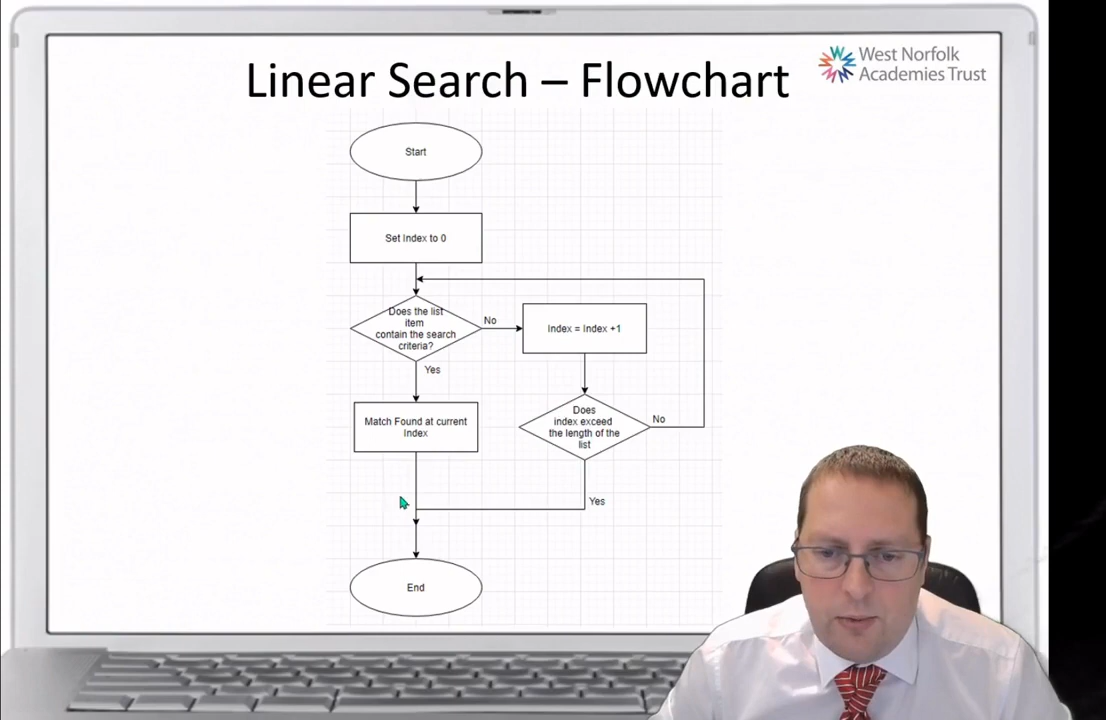 Linear Search – Flowchart
West Norfolk
Academies Trust
Start
Set Index to 0
Does the list
item
contain the search
criteria?
No
Index = Index +1
Yes
Match Found at current
Index
Does
index exceed
the length of the
list
No
Yes
End